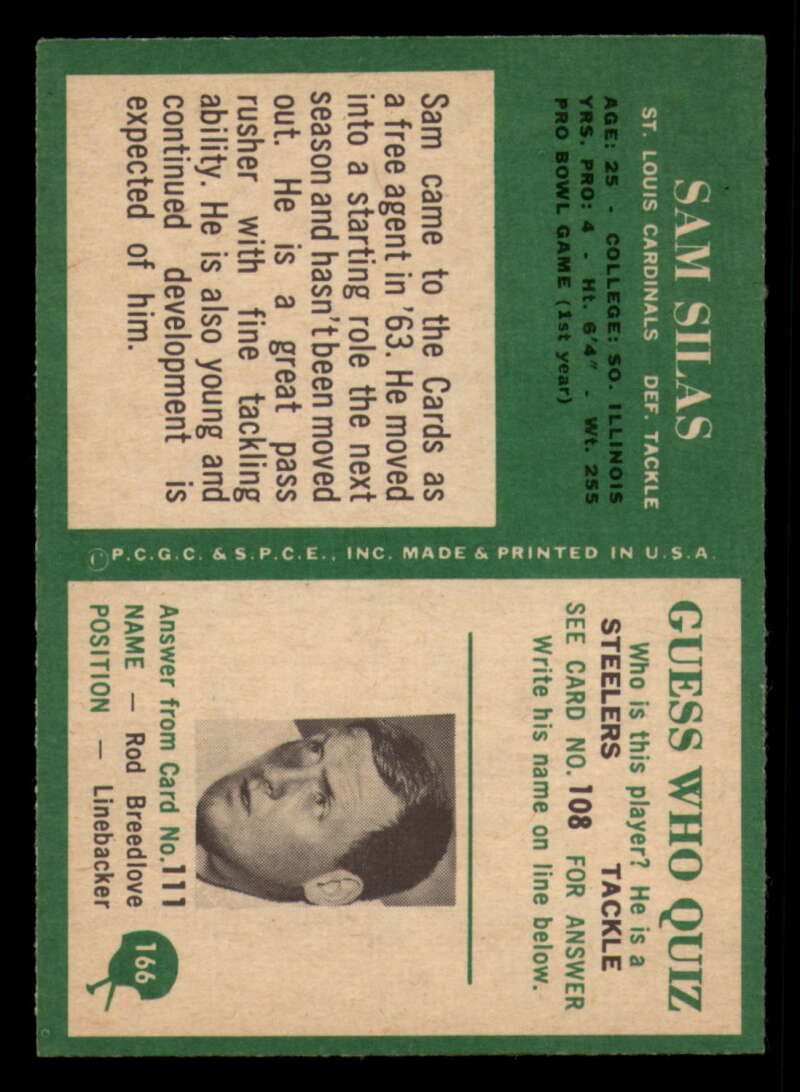 SAM SILAS
ST. LOUIS CARDINALS DEF. TACKLE
AGE: 25 - COLLEGE: SO. ILLINOIS
YRS. PRO: 4 - Ht. 6'4" - Wt. 255
PRO BOWL GAME (1st year)
Sam came to the Cards as
a free agent in '63. He moved
into a starting role the next
season and hasn't been moved
out. He is a great pass
rusher with fine tackling
ability. He is also young and
continued development is
expected of him.
P.C.G.C. & S.P.C.E., INC. MADE & PRINTED IN U.S.A.
GUESS WHO QUIZ
Who is this player? He is a
STEELERS TACKLE
SEE CARD NO. 108 FOR ANSWER
Write his name on line below.
Answer from Card No. 111
NAME — Rod Breedlove
POSITION — Linebacker
166